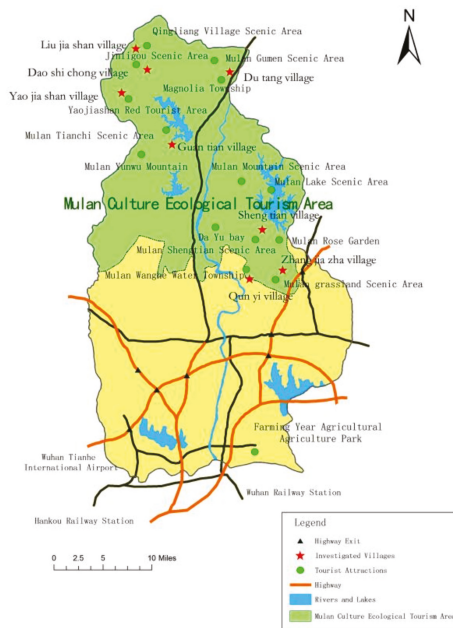 N
Qingliang Village Scenic Area
Liu jia shan village
Jinligou Scenic Area
Mulan Gumen Scenic Area
Dao shi chong village
Du tang village
Yao jia shan village
Magnolia Township
Yaojiashan Red Tourist Area
Mulan Tianchi Scenic Area
Guan tian village
Mulan Yunwu Mountain
Mulan Mountain Scenic Area
Mulan Lake Scenic Area
Mulan Culture Ecological Tourism Area
Sheng tian village
Da Yu bay
Mulan Rose Garden
Mulan Shengtian Scenic Area
Zhang jia zha village
Mulan Wanghe Water Township
Mulan grassland Scenic Area
Qun yi village
Farming Year Agricultural
Agriculture Park
Wuhan Tianhe
International Airport
Wuhan Railway Station
Hankou Railway Station
0 2.5 5 10 Miles
Legend
Highway Exit
Investigated Villages
Tourist Attractions
Highway
Rivers and Lakes
Mulan Culture Ecological Tourism Area